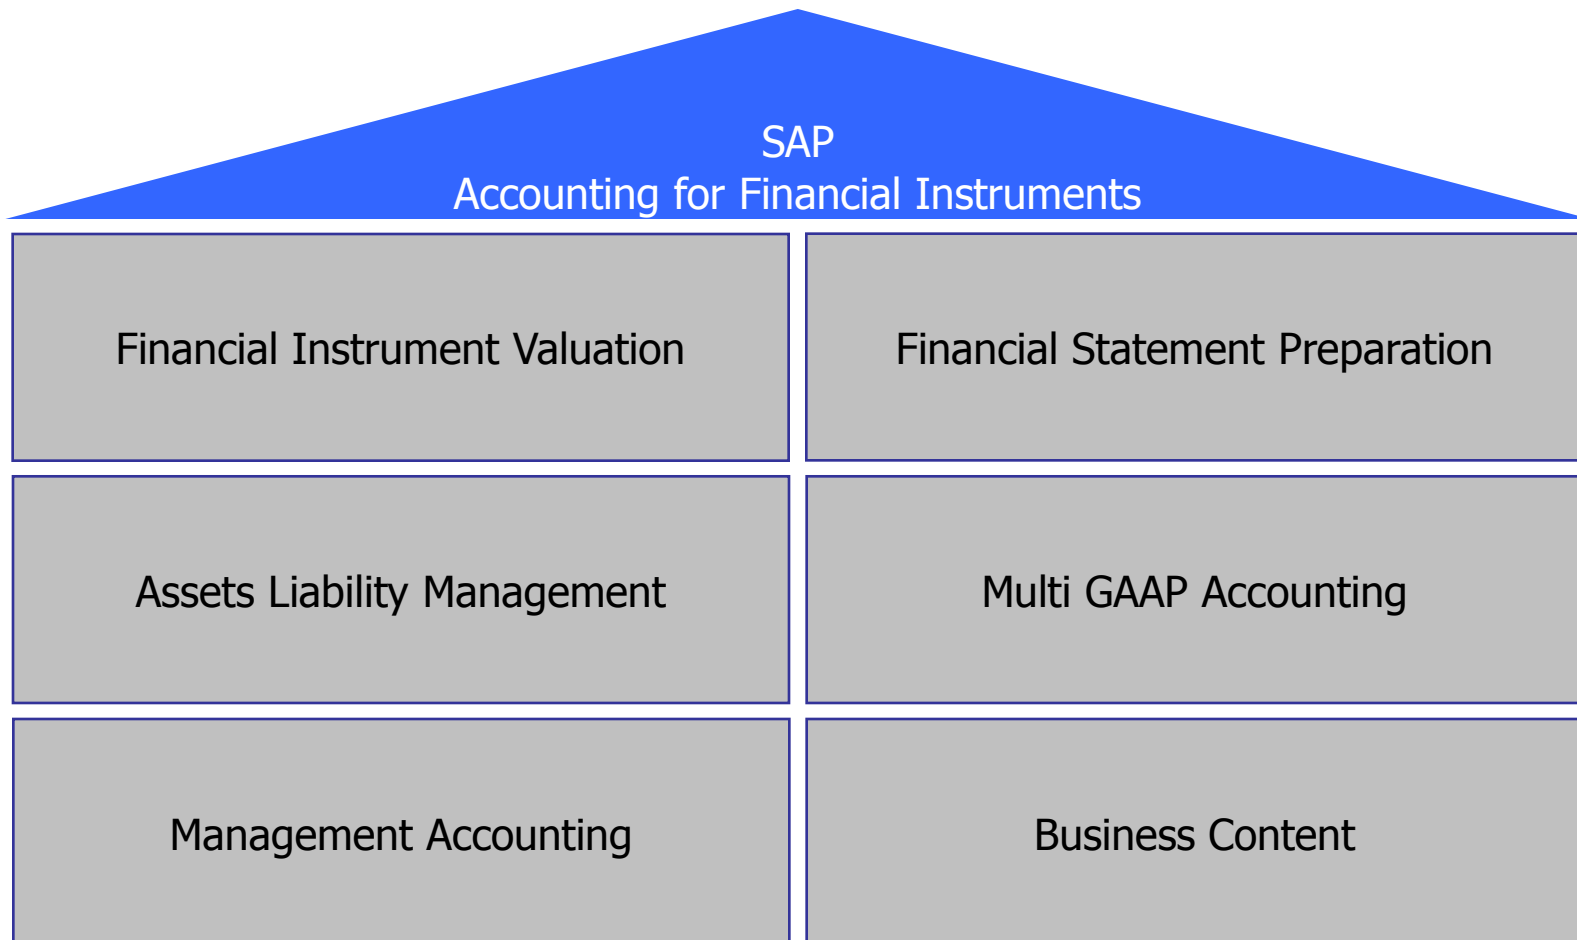 SAP
Accounting for Financial Instruments
Financial Instrument Valuation
Financial Statement Preparation
Assets Liability Management
Multi GAAP Accounting
Management Accounting
Business Content